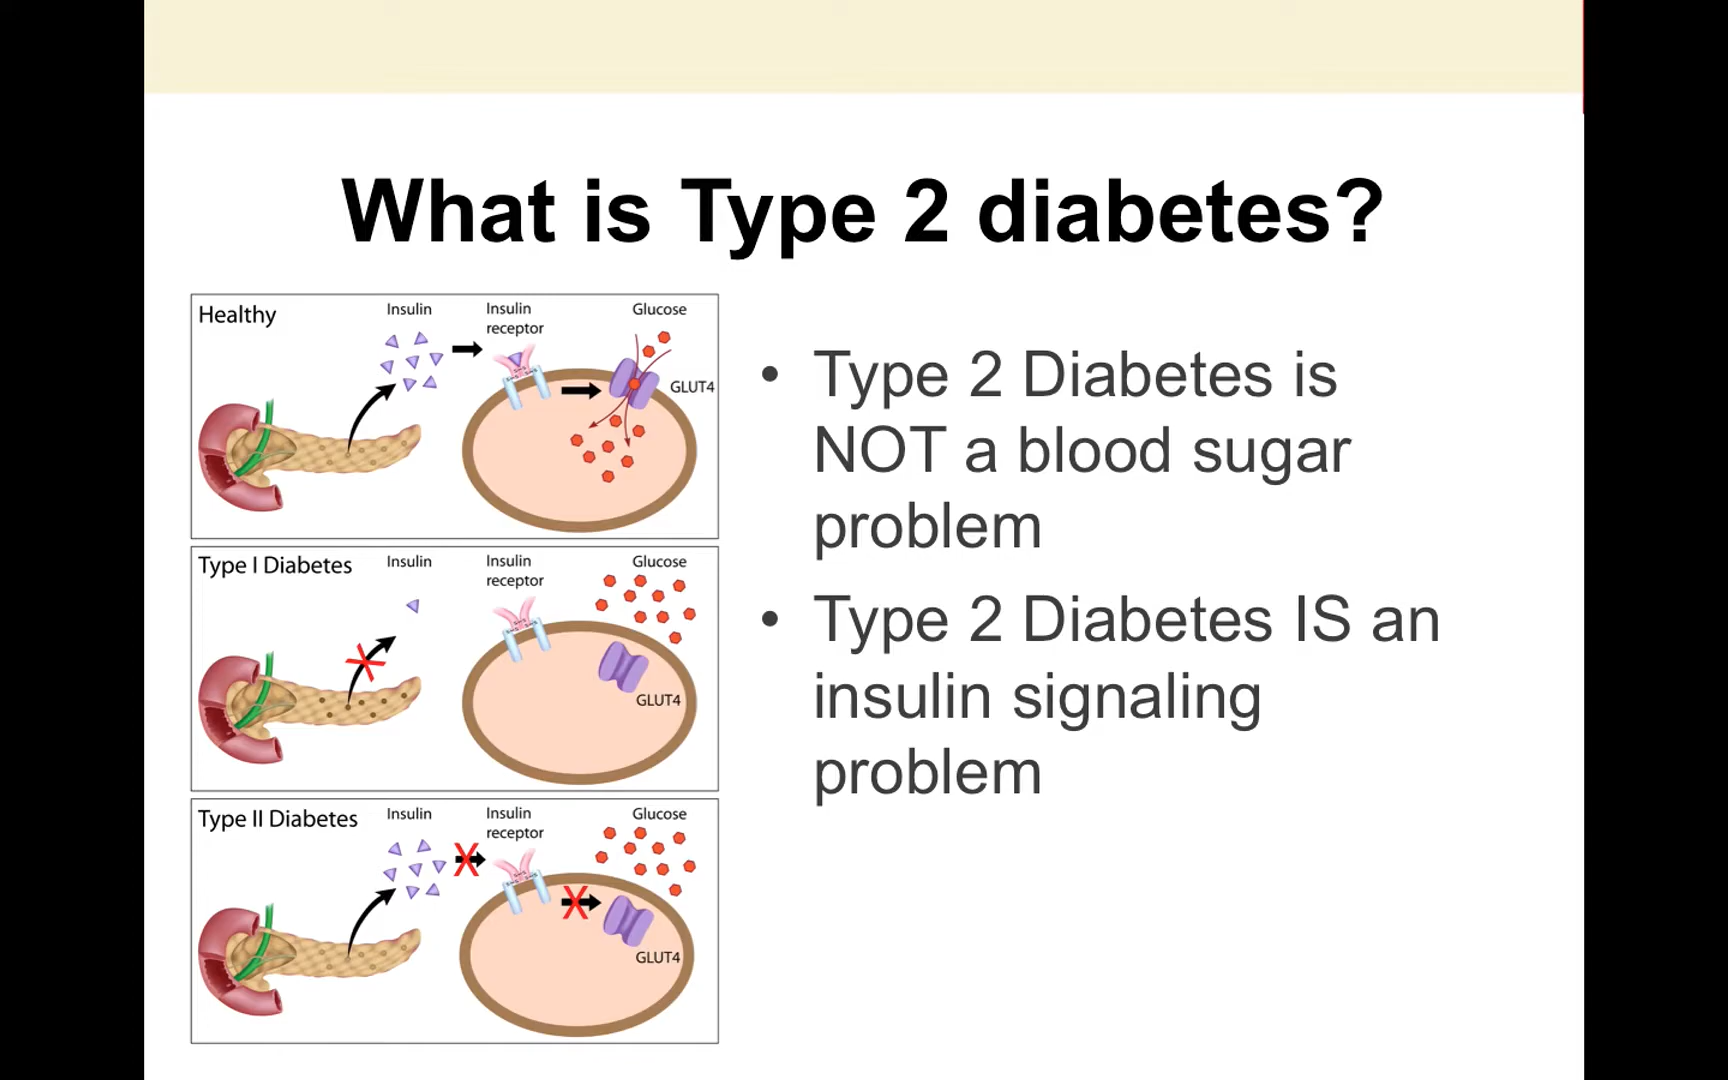 What is Type 2 diabetes?
Healthy
Insulin
Insulin
receptor
Glucose
GLUT4
Type I Diabetes
Insulin
Insulin
receptor
Glucose
GLUT4
Type II Diabetes
Insulin
Insulin
receptor
Glucose
GLUT4
• Type 2 Diabetes is
NOT a blood sugar
problem
• Type 2 Diabetes IS an
insulin signaling
problem